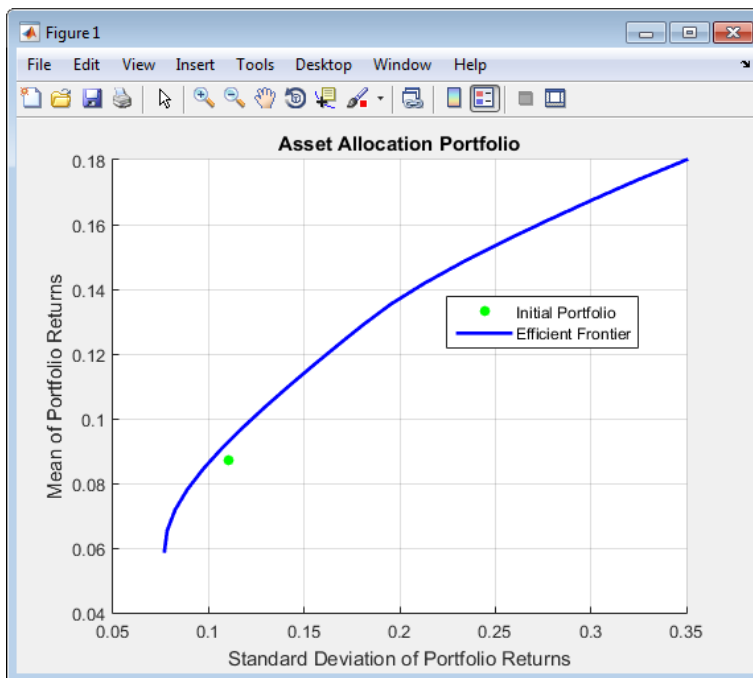 Figure 1
File Edit View Insert Tools Desktop Window Help
Asset Allocation Portfolio
0.18
0.16
0.14
0.12
0.1
0.08
0.06
0.04
Mean of Portfolio Returns
Initial Portfolio
Efficient Frontier
0.05 0.1 0.15 0.2 0.25 0.3 0.35
Standard Deviation of Portfolio Returns